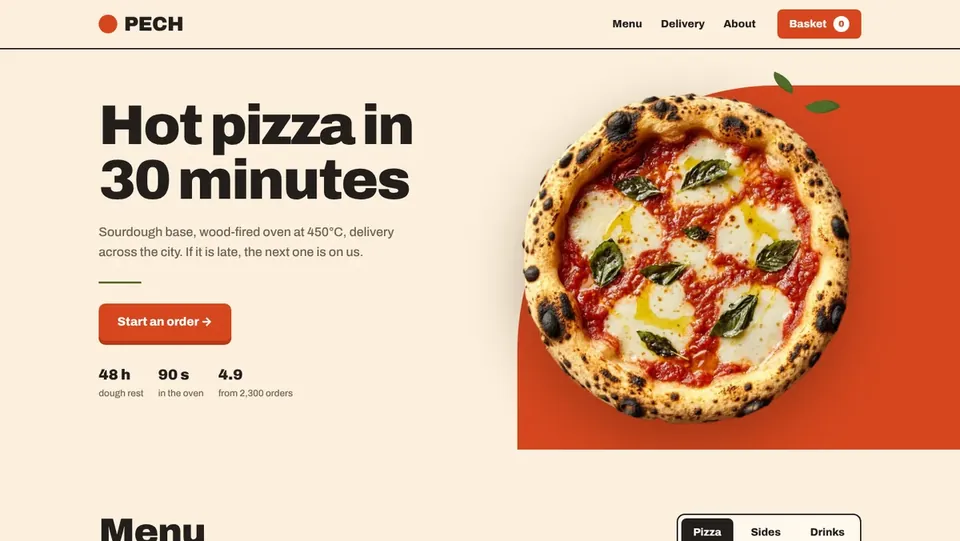 PECH
Menu Delivery About Basket 0
Hot pizza in
30 minutes
Sourdough base, wood-fired oven at 450°C, delivery
across the city. If it is late, the next one is on us.
Start an order →
48 h 90 s 4.9
dough rest in the oven from 2,300 orders
Menu
Pizza Sides Drinks